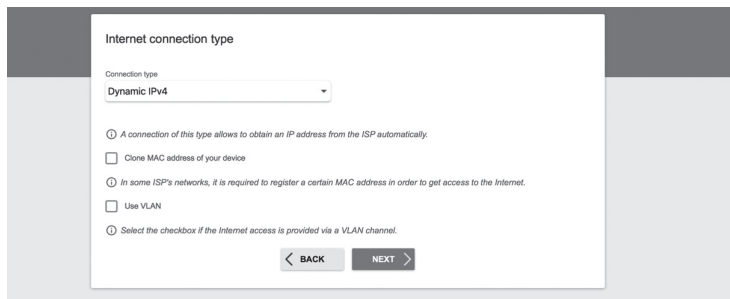 Internet connection type
Connection type
Dynamic IPv4
A connection of this type allows to obtain an IP address from the ISP automatically.
Clone MAC address of your device
In some ISP's networks, it is required to register a certain MAC address in order to get access to the Internet.
Use VLAN
Select the checkbox if the Internet access is provided via a VLAN channel.
BACK NEXT